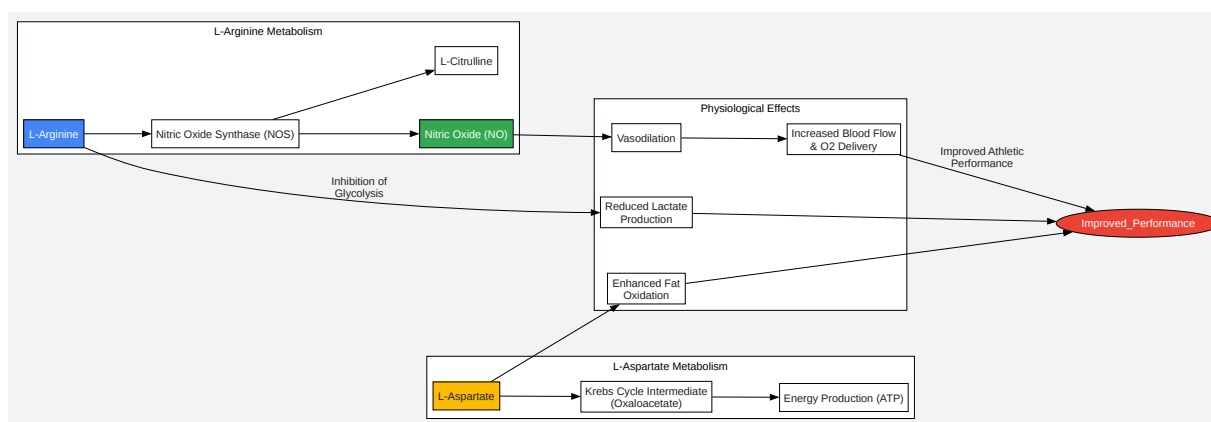 L-Arginine Metabolism
L-Citrulline
L-Arginine
Nitric Oxide Synthase (NOS)
Nitric Oxide (NO)
Inhibition of
Glycolysis
Physiological Effects
Vasodilation
Increased Blood Flow
& O2 Delivery
Improved Athletic
Performance
Reduced Lactate
Production
Improved_Performance
Enhanced Fat
Oxidation
L-Aspartate Metabolism
L-Aspartate
Krebs Cycle Intermediate
(Oxaloacetate)
Energy Production (ATP)